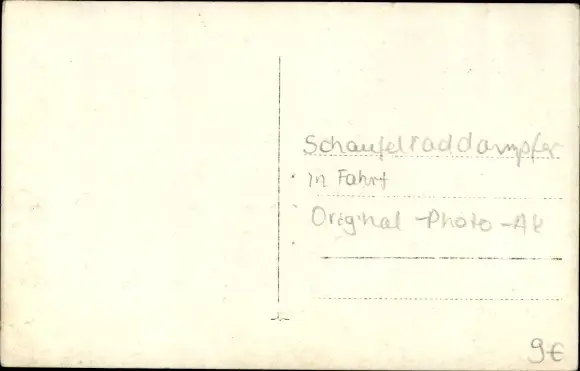 Schaufelraddampfer
in Fahrt
Original -Photo-Ak
9€